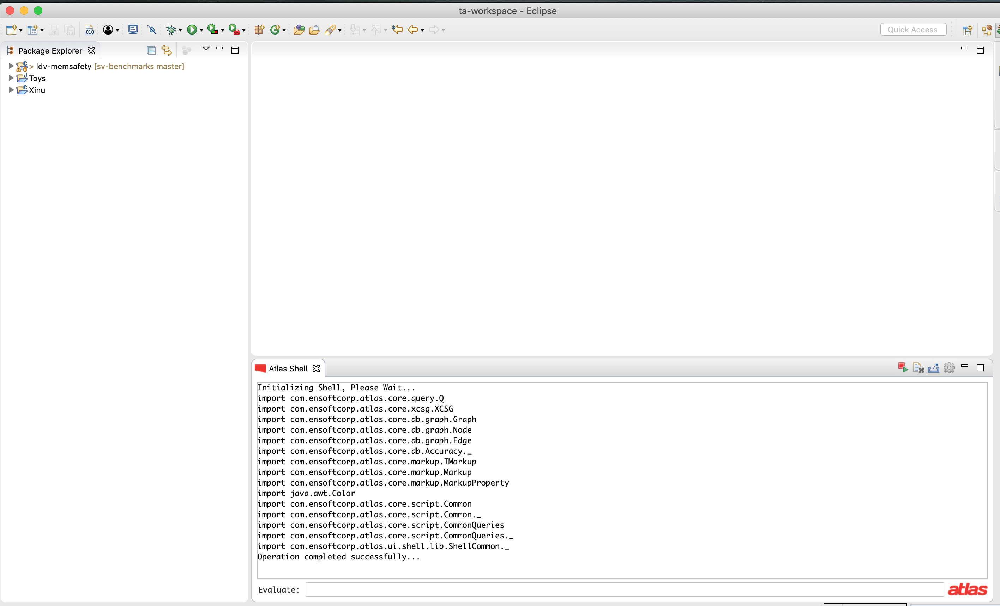 ta-workspace - Eclipse
010
Quick Access
Package Explorer
> ldv-memsafety [sv-benchmarks master]
Toys
Xinu
Atlas Shell
Initializing Shell, Please Wait...
import com.ensoftcorp.atlas.core.query.Q
import com.ensoftcorp.atlas.core.xcsg.XCSG
import com.ensoftcorp.atlas.core.db.graph.Graph
import com.ensoftcorp.atlas.core.db.graph.Node
import com.ensoftcorp.atlas.core.db.graph.Edge
import com.ensoftcorp.atlas.core.db.Accuracy._
import com.ensoftcorp.atlas.core.markup.IMarkup
import com.ensoftcorp.atlas.core.markup.Markup
import com.ensoftcorp.atlas.core.markup.MarkupProperty
import java.awt.Color
import com.ensoftcorp.atlas.core.script.Common
import com.ensoftcorp.atlas.core.script.Common._
import com.ensoftcorp.atlas.core.script.CommonQueries
import com.ensoftcorp.atlas.core.script.CommonQueries._
import com.ensoftcorp.atlas.ui.shell.lib.ShellCommon._
Operation completed successfully...
Evaluate:
atlas